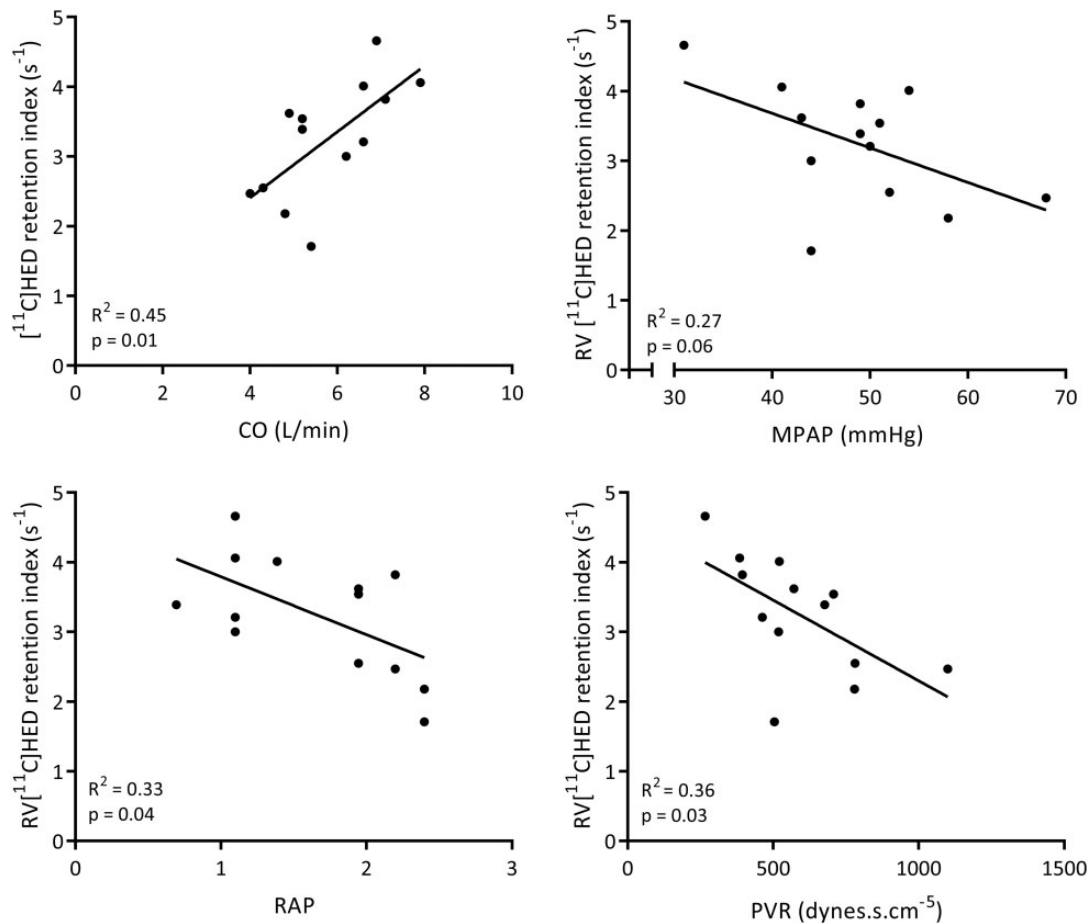 [¹¹C]HED retention index (s⁻¹)
5
4
3
2
1
0
R² = 0.45
p = 0.01
0 2 4 6 8 10
CO (L/min)
RV [¹¹C]HED retention index (s⁻¹)
5
4
3
2
1
0
R² = 0.27
p = 0.06
30 40 50 60 70
MPAP (mmHg)
RV[¹¹C]HED retention index (s⁻¹)
5
4
3
2
1
0
R² = 0.33
p = 0.04
0 1 2 3
RAP
RV[¹¹C]HED retention index (s⁻¹)
5
4
3
2
1
0
R² = 0.36
p = 0.03
0 500 1000 1500
PVR (dynes.s.cm⁻⁵)